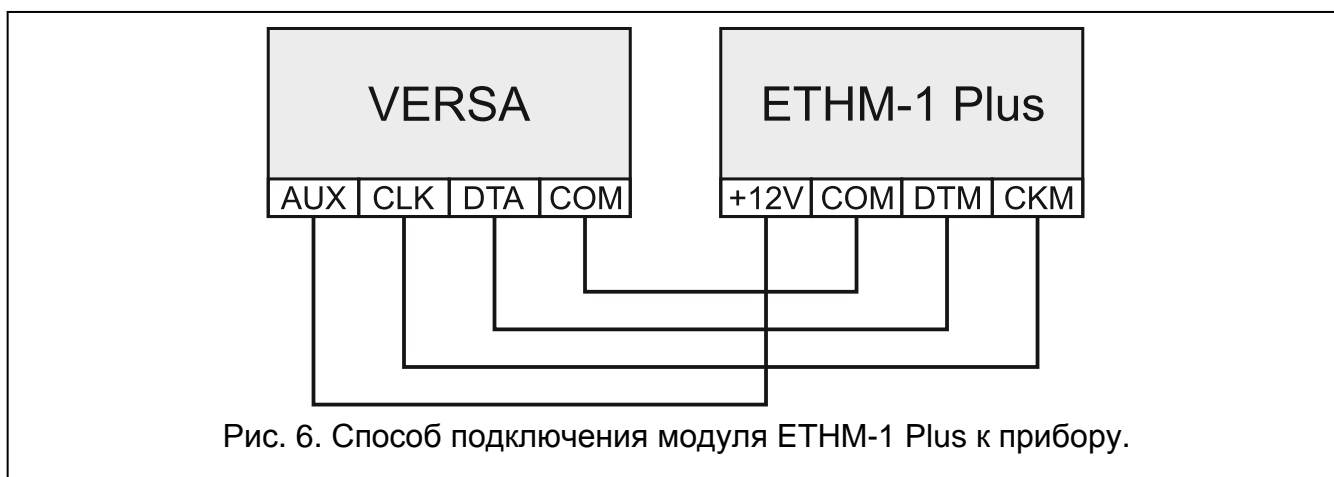 VERSA
ETHM-1 Plus
AUX CLK DTA COM
+12V COM DTM CKM
Рис. 6. Способ подключения модуля ETHM-1 Plus к прибору.